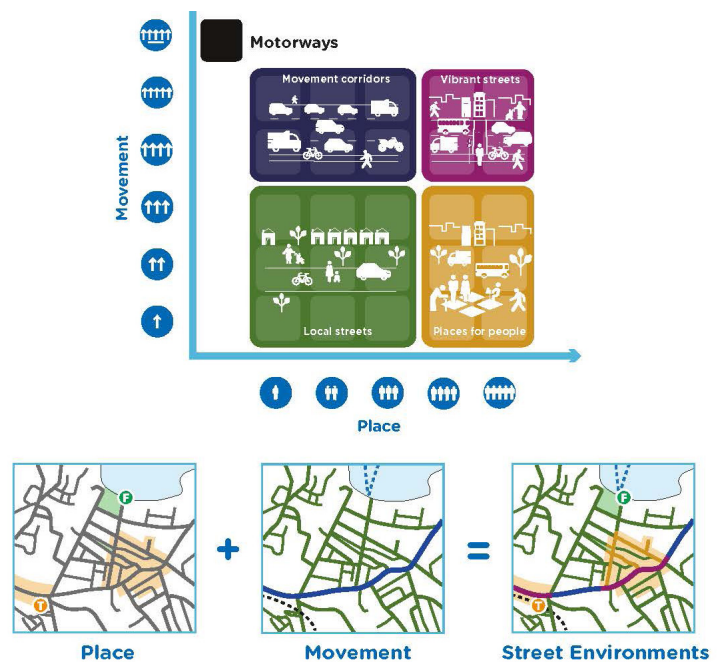 Motorways
Movement corridors
Vibrant streets
Movement
Local streets
Places for people
Place
F
T
F
T
+
=
Place
Movement
Street Environments